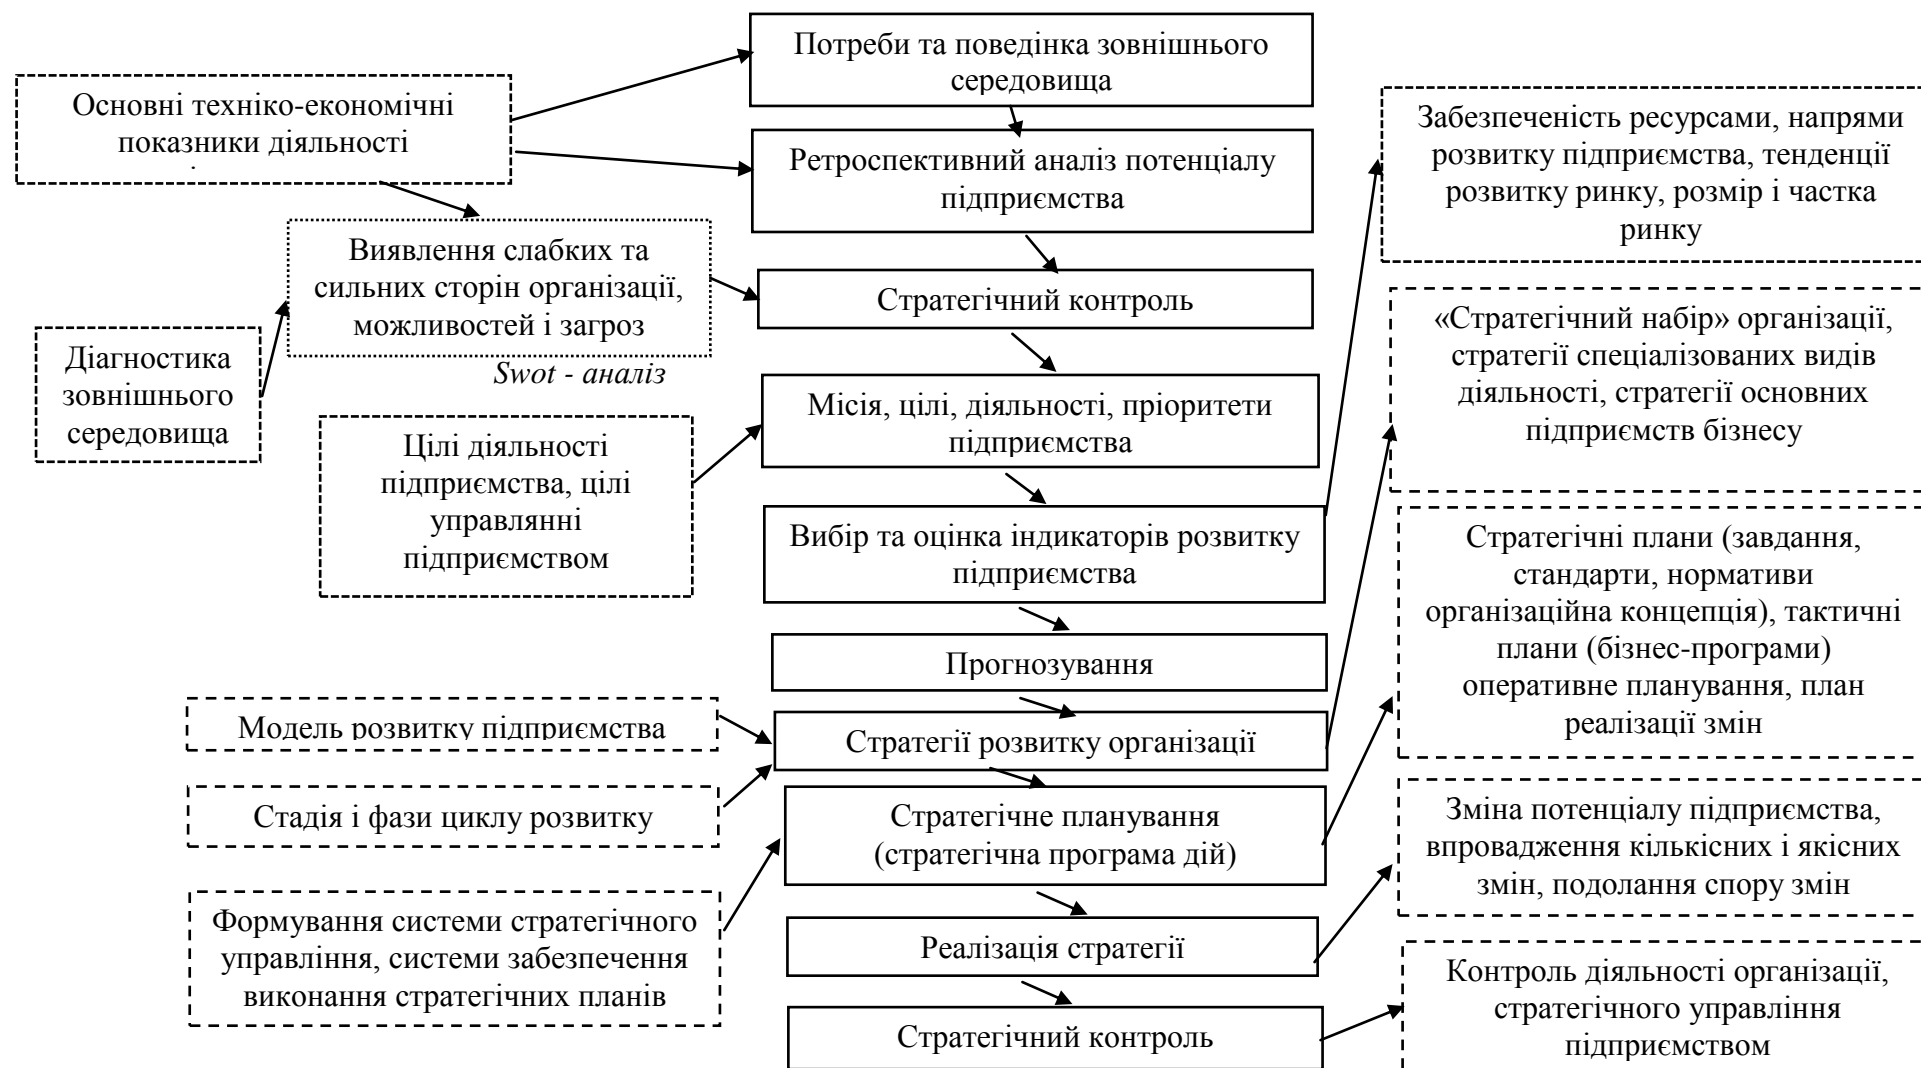 Потреби та поведінка зовнішнього
середовища
Основні техніко-економічні
показники діяльності
Ретроспективний аналіз потенціалу
підприємства
Забезпеченість ресурсами, напрями
розвитку підприємства, тенденції
розвитку ринку, розмір і частка
ринку
Виявлення слабких та
сильних сторін організації,
можливостей і загроз
Swot - аналіз
Стратегічний контроль
Діагностика
зовнішнього
середовища
«Стратегічний набір» організації,
стратегії спеціалізованих видів
діяльності, стратегії основних
підприємств бізнесу
Місія, цілі, діяльності, пріоритети
підприємства
Цілі діяльності
підприємства, цілі
управлянні
підприємством
Вибір та оцінка індикаторів розвитку
підприємства
Стратегічні плани (завдання,
стандарти, нормативи
організаційна концепція), тактичні
плани (бізнес-програми)
оперативне планування, план
реалізації змін
Прогнозування
Модель розвитку підприємства
Стратегії розвитку організації
Стадія і фази циклу розвитку
Стратегічне планування
(стратегічна програма дій)
Зміна потенціалу підприємства,
впровадження кількісних і якісних
змін, подолання спору змін
Формування системи стратегічного
управління, системи забезпечення
виконання стратегічних планів
Реалізація стратегії
Стратегічний контроль
Контроль діяльності організації,
стратегічного управління
підприємством